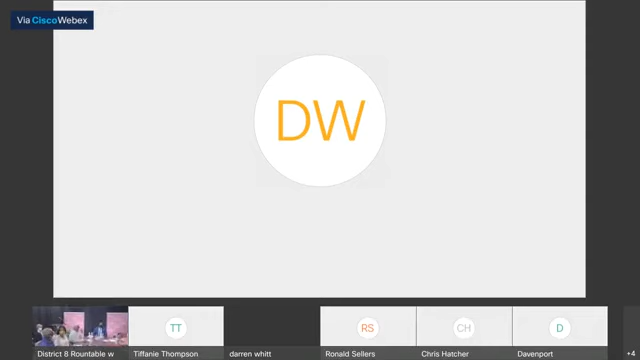 Via CiscoWebex
DW
TT
RS
CH
D
District 8 Rountable w
Tiffanie Thompson
darren whitt
Ronald Sellers
Chris Hatcher
Davenport
+4